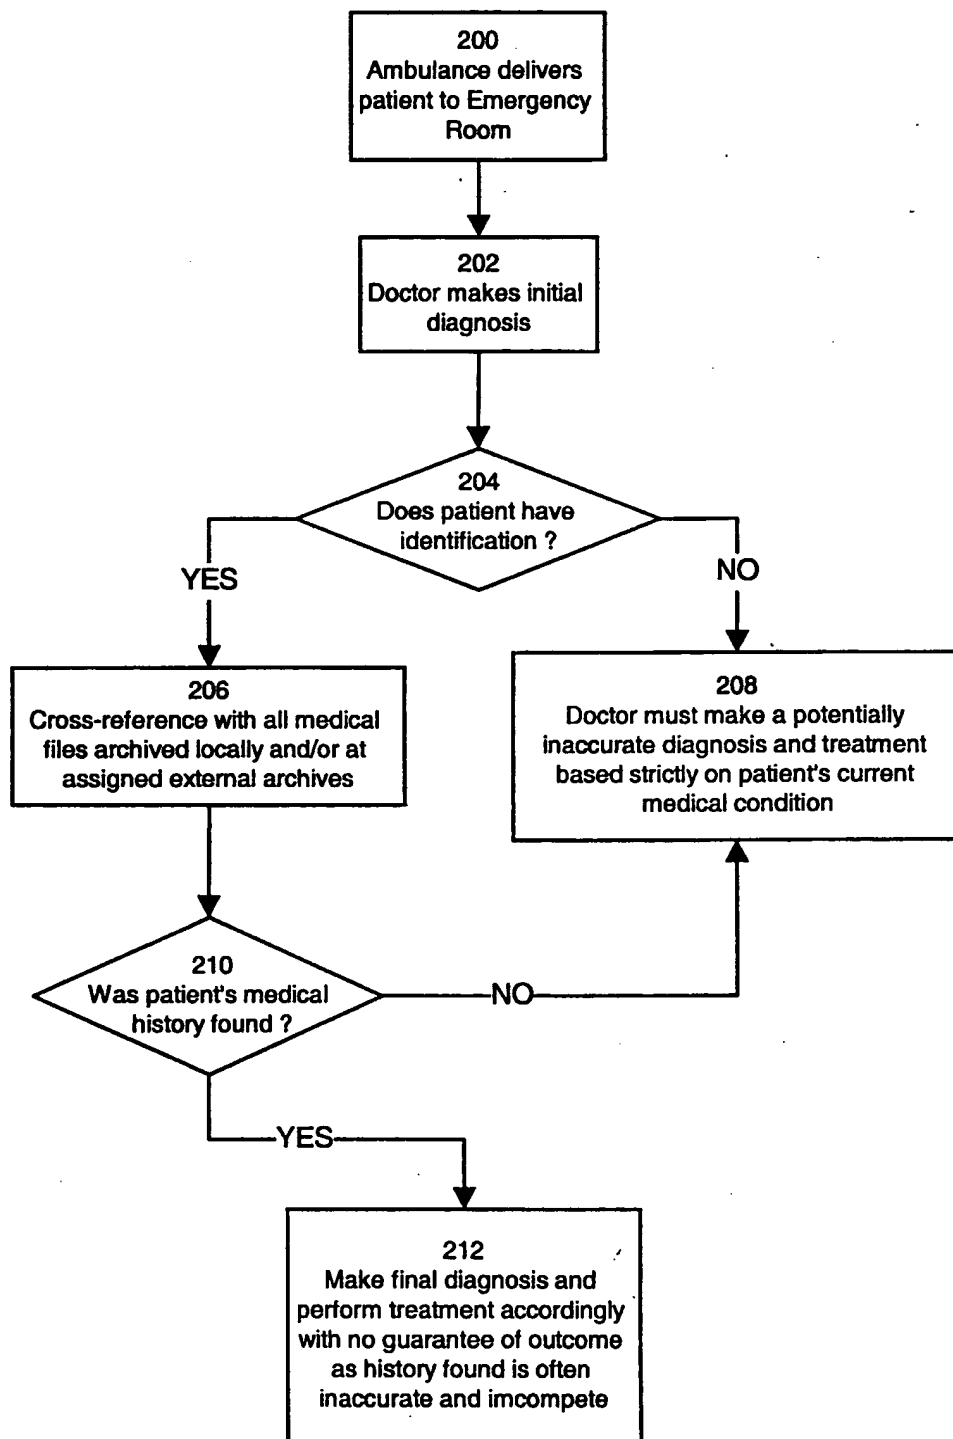 200
Ambulance delivers
patient to Emergency
Room
202
Doctor makes initial
diagnosis
204
Does patient have
identification ?
YES
NO
206
Cross-reference with all medical
files archived locally and/or at
assigned external archives
208
Doctor must make a potentially
inaccurate diagnosis and treatment
based strictly on patient's current
medical condition
210
Was patient's medical
history found ?
NO
YES
212
Make final diagnosis and
perform treatment accordingly
with no guarantee of outcome
as history found is often
inaccurate and imcompete